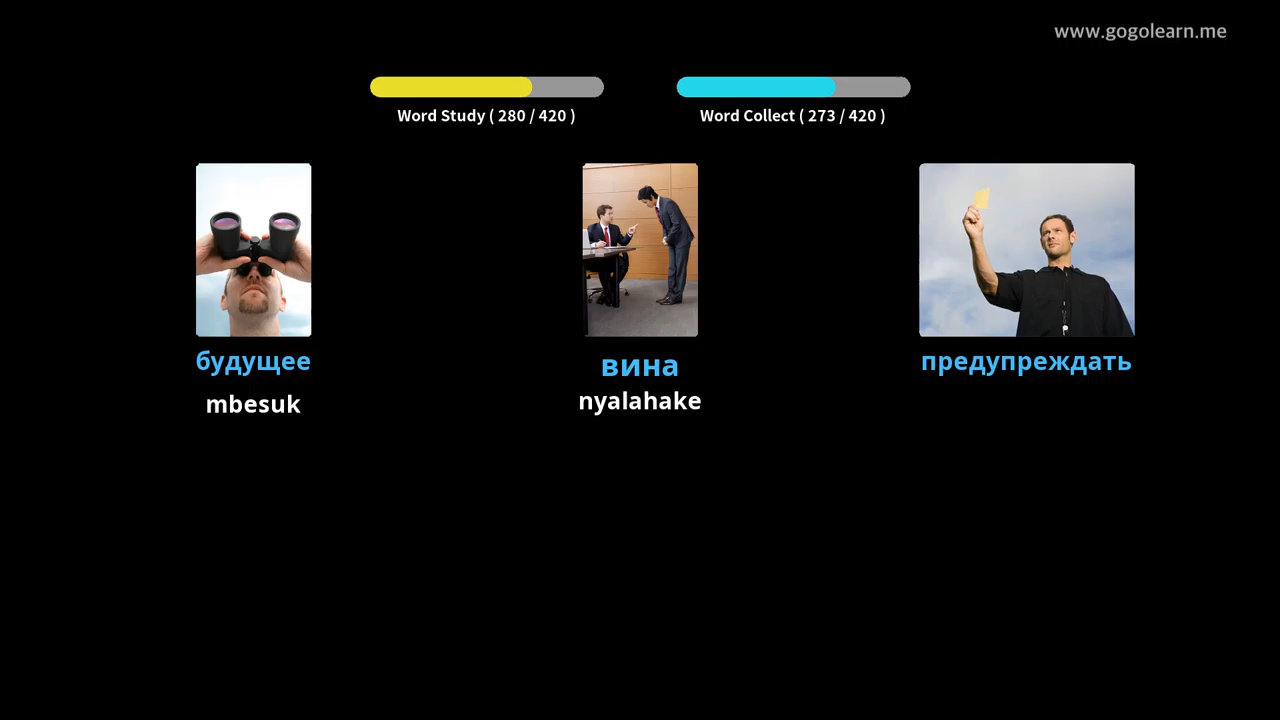 www.gogolearn.me
Word Study ( 280 / 420 )
Word Collect ( 273 / 420 )
будущее
вина
предупреждать
mbesuk
nyalahake